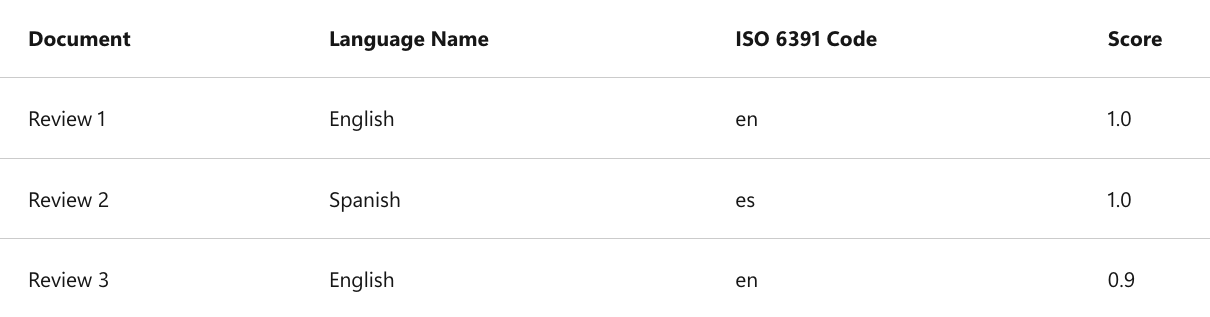 Document Language Name ISO 6391 Code Score
Review 1 English en 1.0
Review 2 Spanish es 1.0
Review 3 English en 0.9